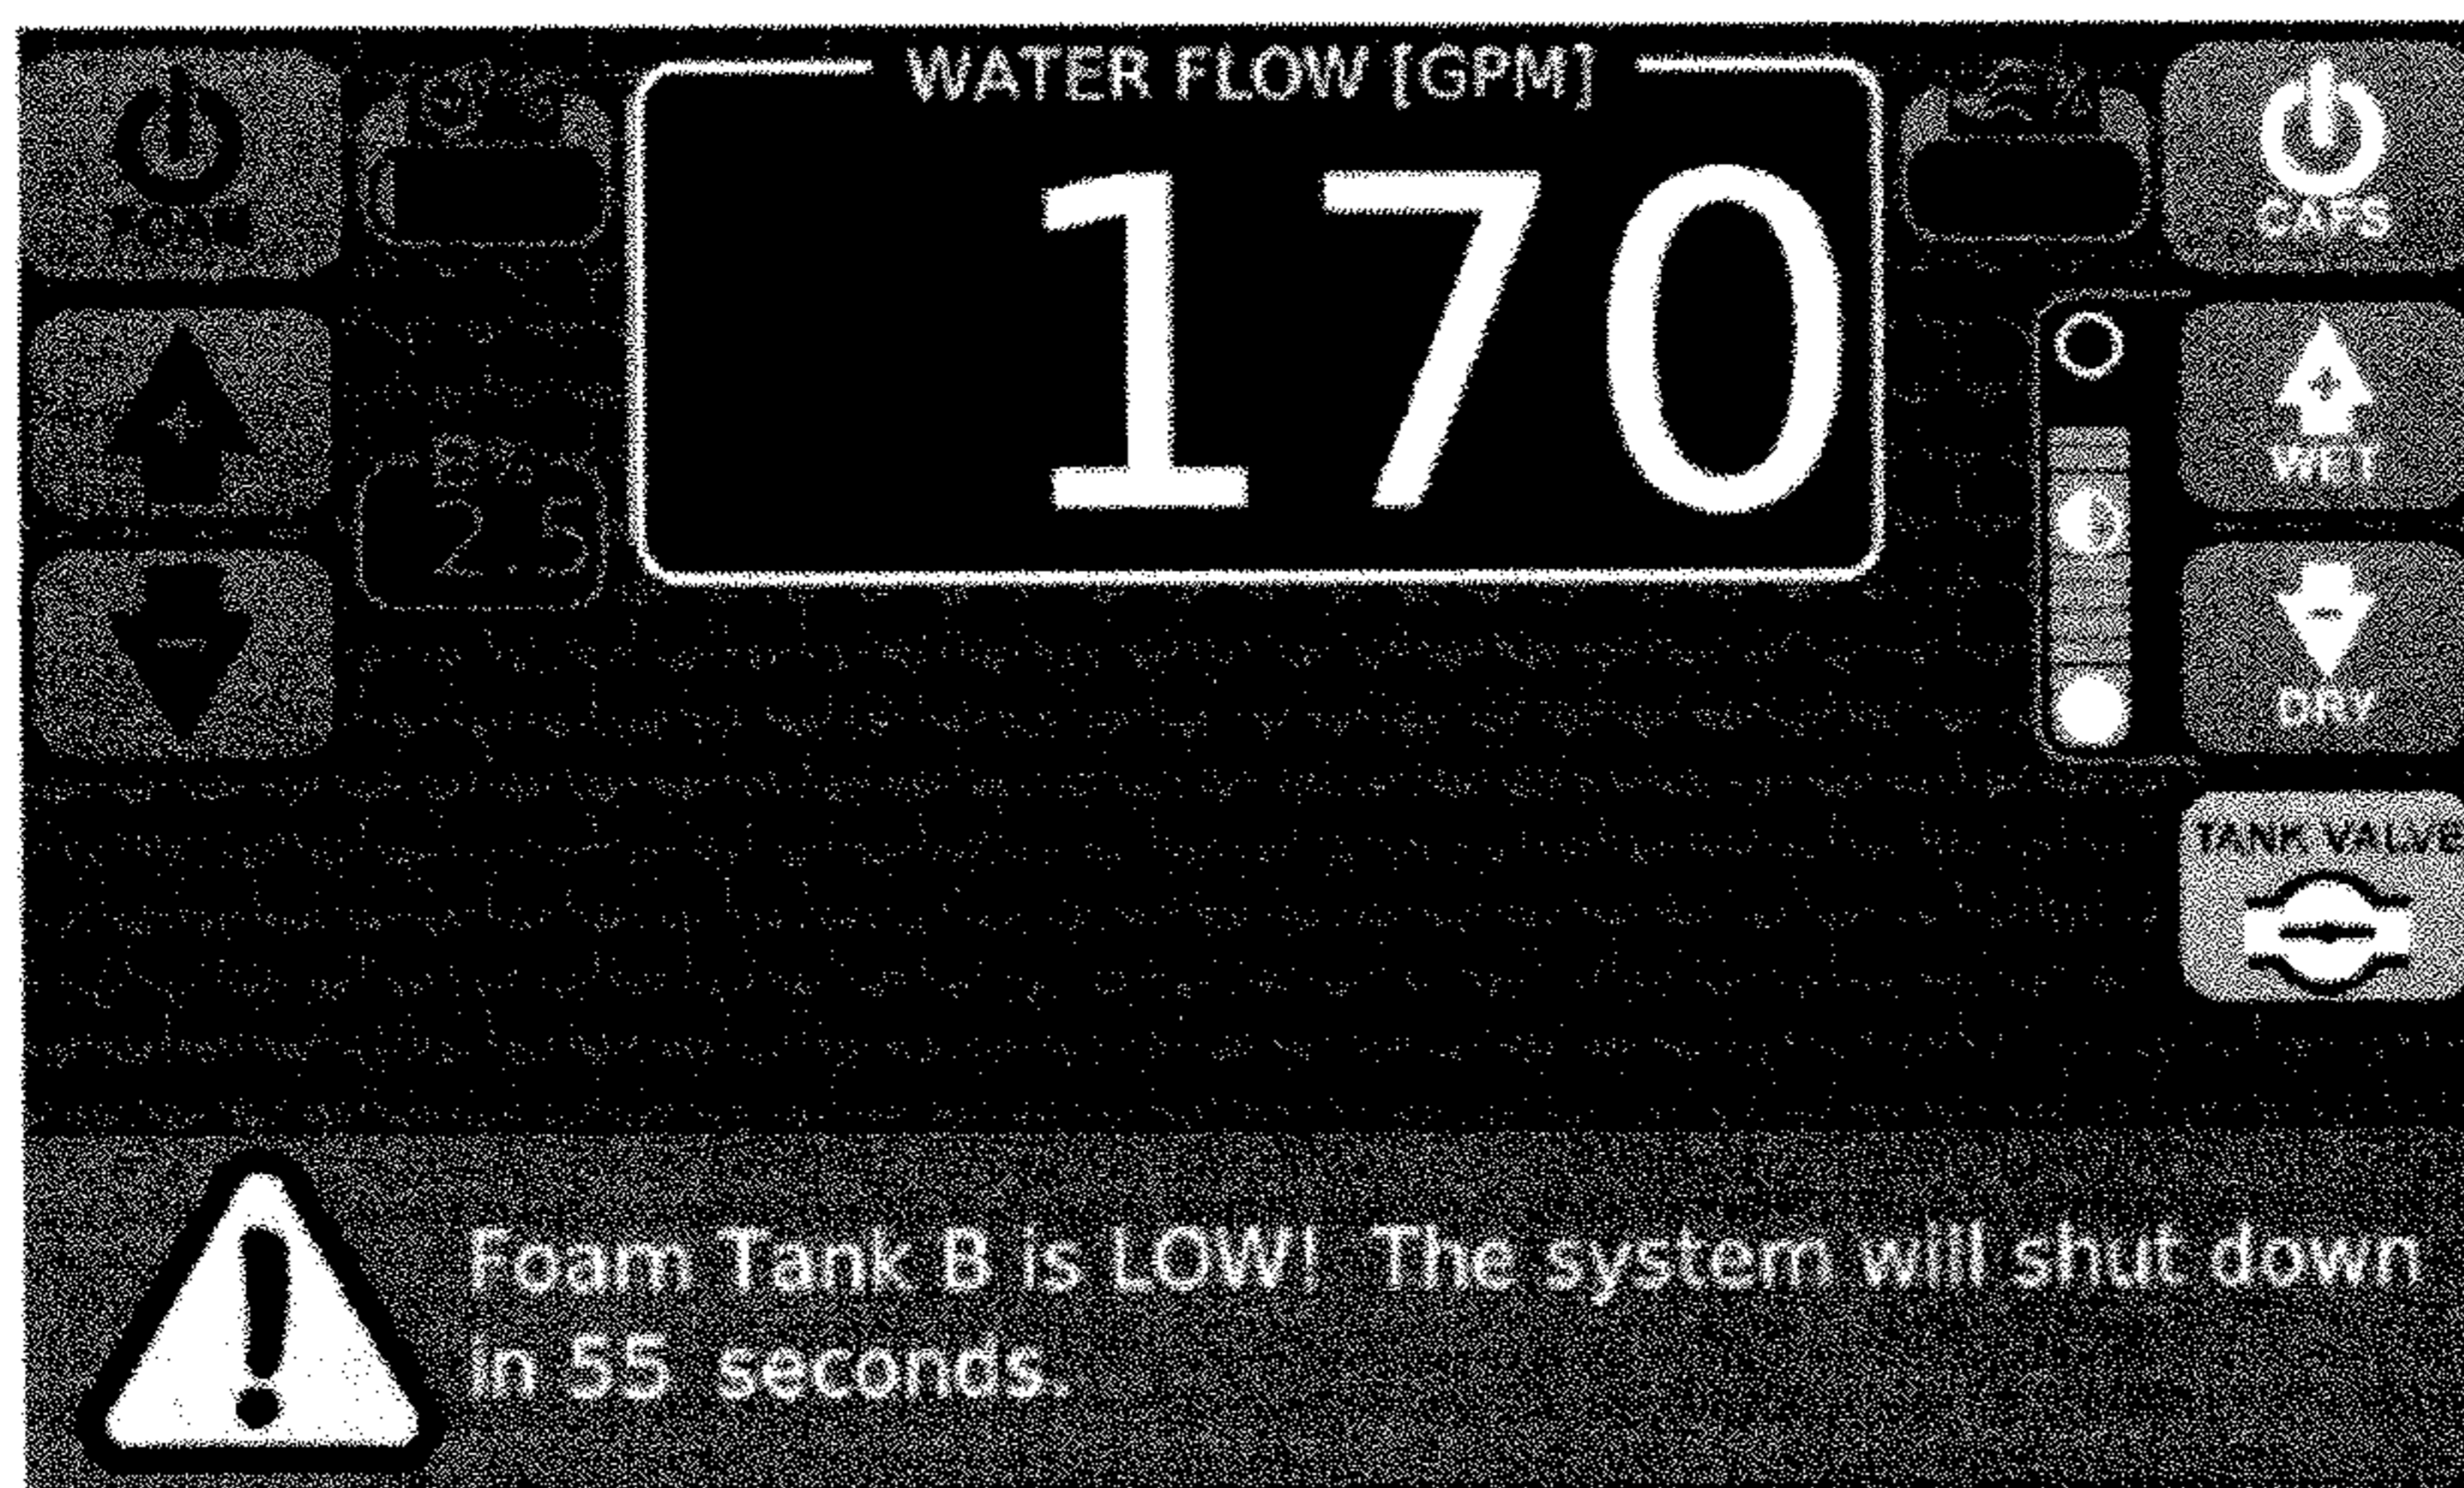 WATER FLOW [GPM]
170
FOAM
CAFS
WET
B%
2.5
DRY
TANK VALVE
Foam Tank B is LOW!  The system will shut down
in 55  seconds.